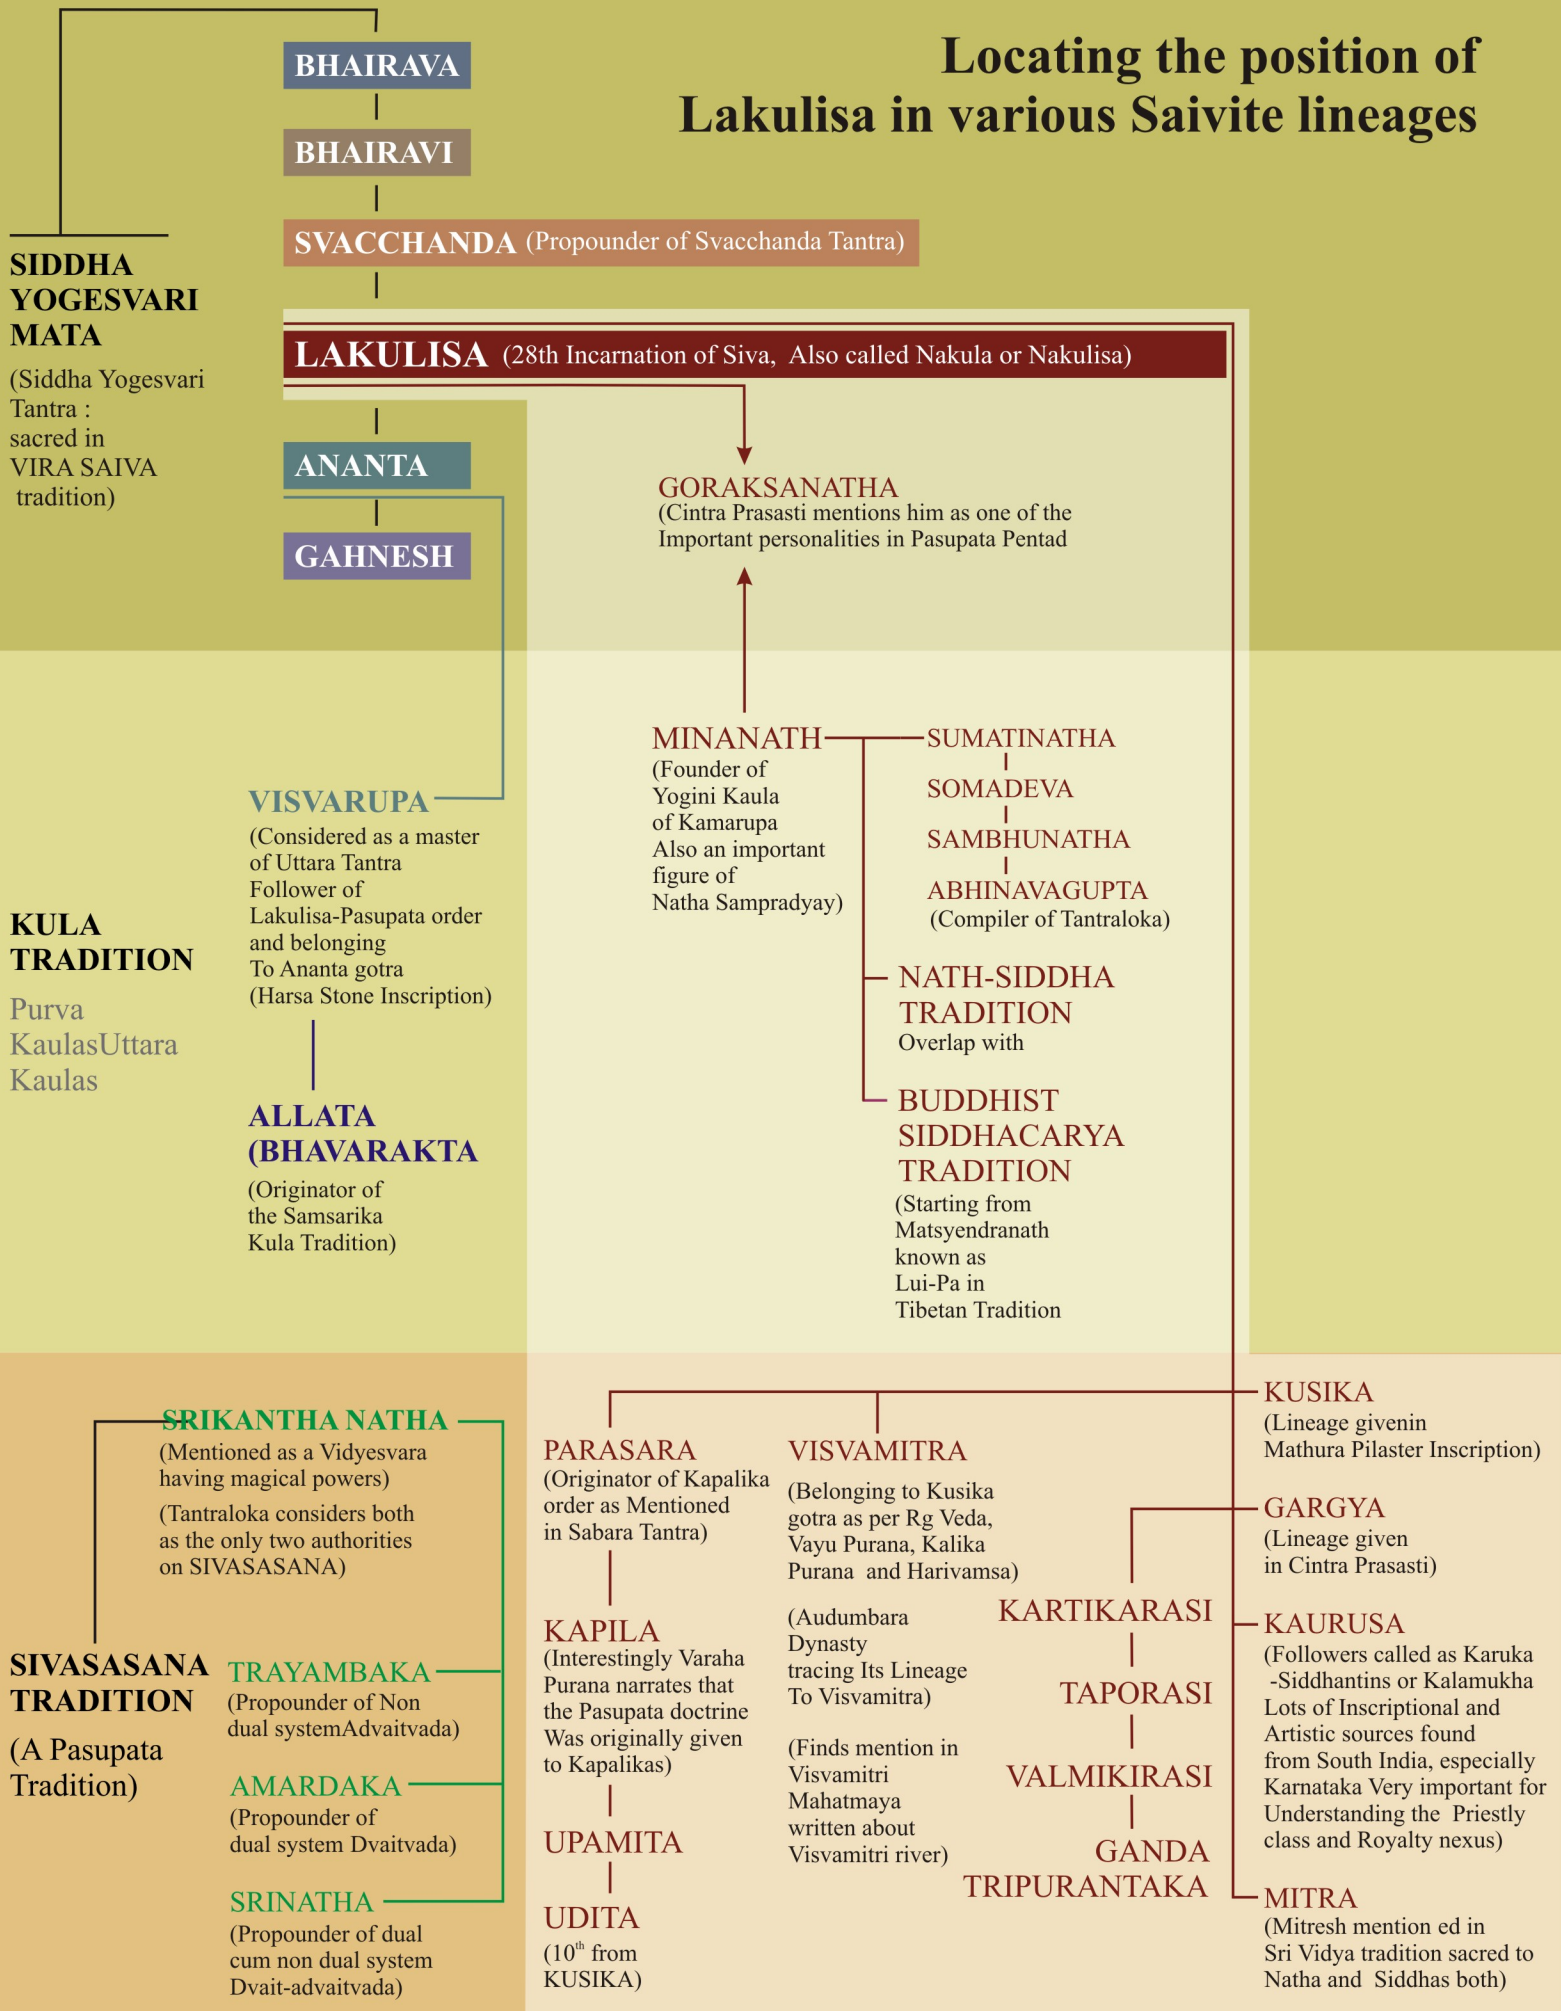 Locating the position of
Lakulisa in various Saivite lineages
BHAIRAVA
BHAIRAVI
SVACCHANDA (Propounder of Svacchanda Tantra)
LAKULISA (28th Incarnation of Siva, Also called Nakula or Nakulisa)
ANANTA
GAHNESH
SIDDHA
YOGESVARI
MATA
(Siddha Yogesvari
Tantra :
sacred in
VIRA SAIVA
tradition)
GORAKSANATHA
(Cintra Prasasti mentions him as one of the
Important personalities in Pasupata Pentad
KULA
TRADITION
Purva
KaulasUttara
Kaulas
VISVARUPA
(Considered as a master
of Uttara Tantra
Follower of
Lakulisa-Pasupata order
and belonging
To Ananta gotra
(Harsa Stone Inscription)
ALLATA
(BHAVARAKTA
(Originator of
the Samsarika
Kula Tradition)
MINANATH
(Founder of
Yogini Kaula
of Kamarupa
Also an important
figure of
Natha Sampradyay)
SUMATINATHA
SOMADEVA
SAMBHUNATHA
ABHINAVAGUPTA
(Compiler of Tantraloka)
NATH-SIDDHA
TRADITION
Overlap with
BUDDHIST
SIDDHACARYA
TRADITION
(Starting from
Matsyendranath
known as
Lui-Pa in
Tibetan Tradition
SIVASASANA
TRADITION
(A Pasupata
Tradition)
SRIKANTHA NATHA
(Mentioned as a Vidyesvara
having magical powers)
(Tantraloka considers both
as the only two authorities
on SIVASASANA)
TRAYAMBAKA
(Propounder of Non
dual systemAdvaitvada)
AMARDAKA
(Propounder of
dual system Dvaitvada)
SRINATHA
(Propounder of dual
cum non dual system
Dvait-advaitvada)
PARASARA
(Originator of Kapalika
order as Mentioned
in Sabara Tantra)
KAPILA
(Interestingly Varaha
Purana narrates that
the Pasupata doctrine
Was originally given
to Kapalikas)
UPAMITA
UDITA
(10th from
KUSIKA)
VISVAMITRA
(Belonging to Kusika
gotra as per Rg Veda,
Vayu Purana, Kalika
Purana and Harivamsa)
(Audumbara
Dynasty
tracing Its Lineage
To Visvamitra)
(Finds mention in
Visvamitri
Mahatmaya
written about
Visvamitri river)
KARTIKARASI
TAPORASI
VALMIKIRASI
GANDA
TRIPURANTAKA
KUSIKA
(Lineage givenin
Mathura Pilaster Inscription)
GARGYA
(Lineage given
in Cintra Prasasti)
KAURUSA
(Followers called as Karuka
-Siddhantins or Kalamukha
Lots of Inscriptional and
Artistic sources found
from South India, especially
Karnataka Very important for
Understanding the Priestly
class and Royalty nexus)
MITRA
(Mitresh mention ed in
Sri Vidya tradition sacred to
Natha and Siddhas both)